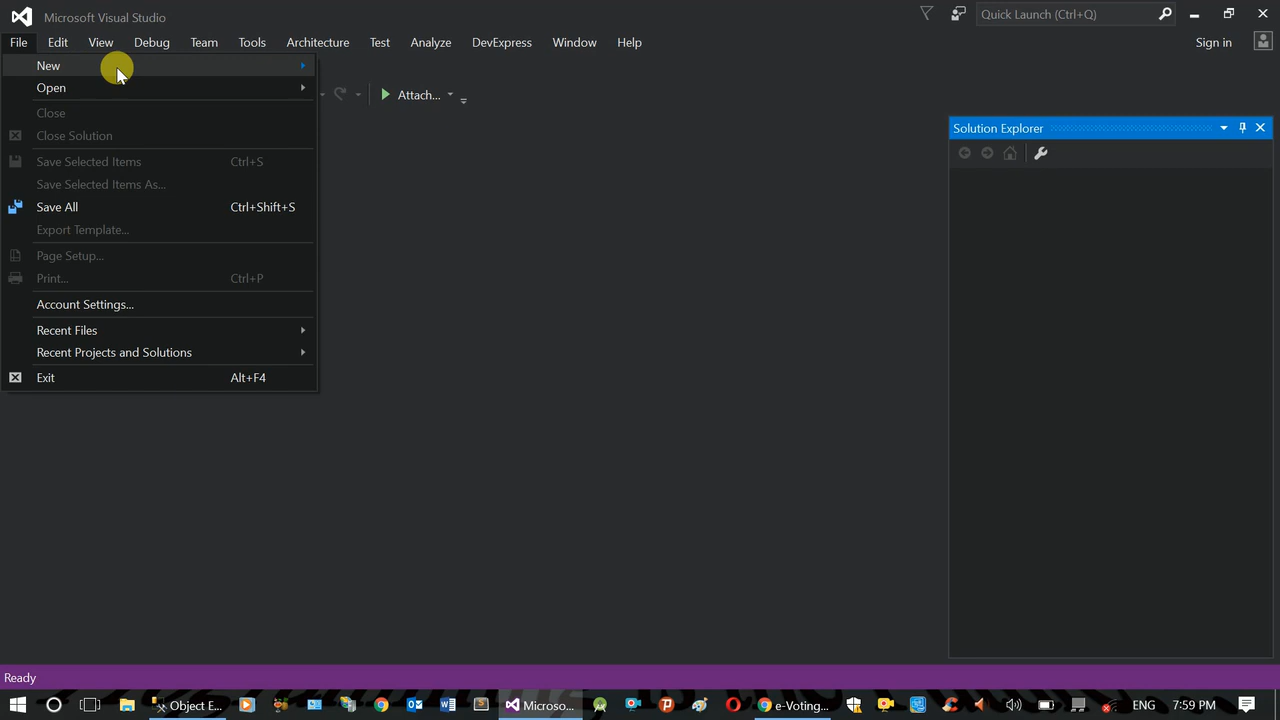 Microsoft Visual Studio
Quick Launch (Ctrl+Q)
File Edit View Debug Team Tools Architecture Test Analyze DevExpress Window Help
Sign in
New
Open
Attach...
Close
Close Solution
Save Selected Items Ctrl+S
Save Selected Items As...
Save All Ctrl+Shift+S
Export Template...
Page Setup...
Print... Ctrl+P
Account Settings...
Recent Files
Recent Projects and Solutions
Exit Alt+F4
Solution Explorer
Ready
Object E... Microso... e-Voting... ENG 7:59 PM